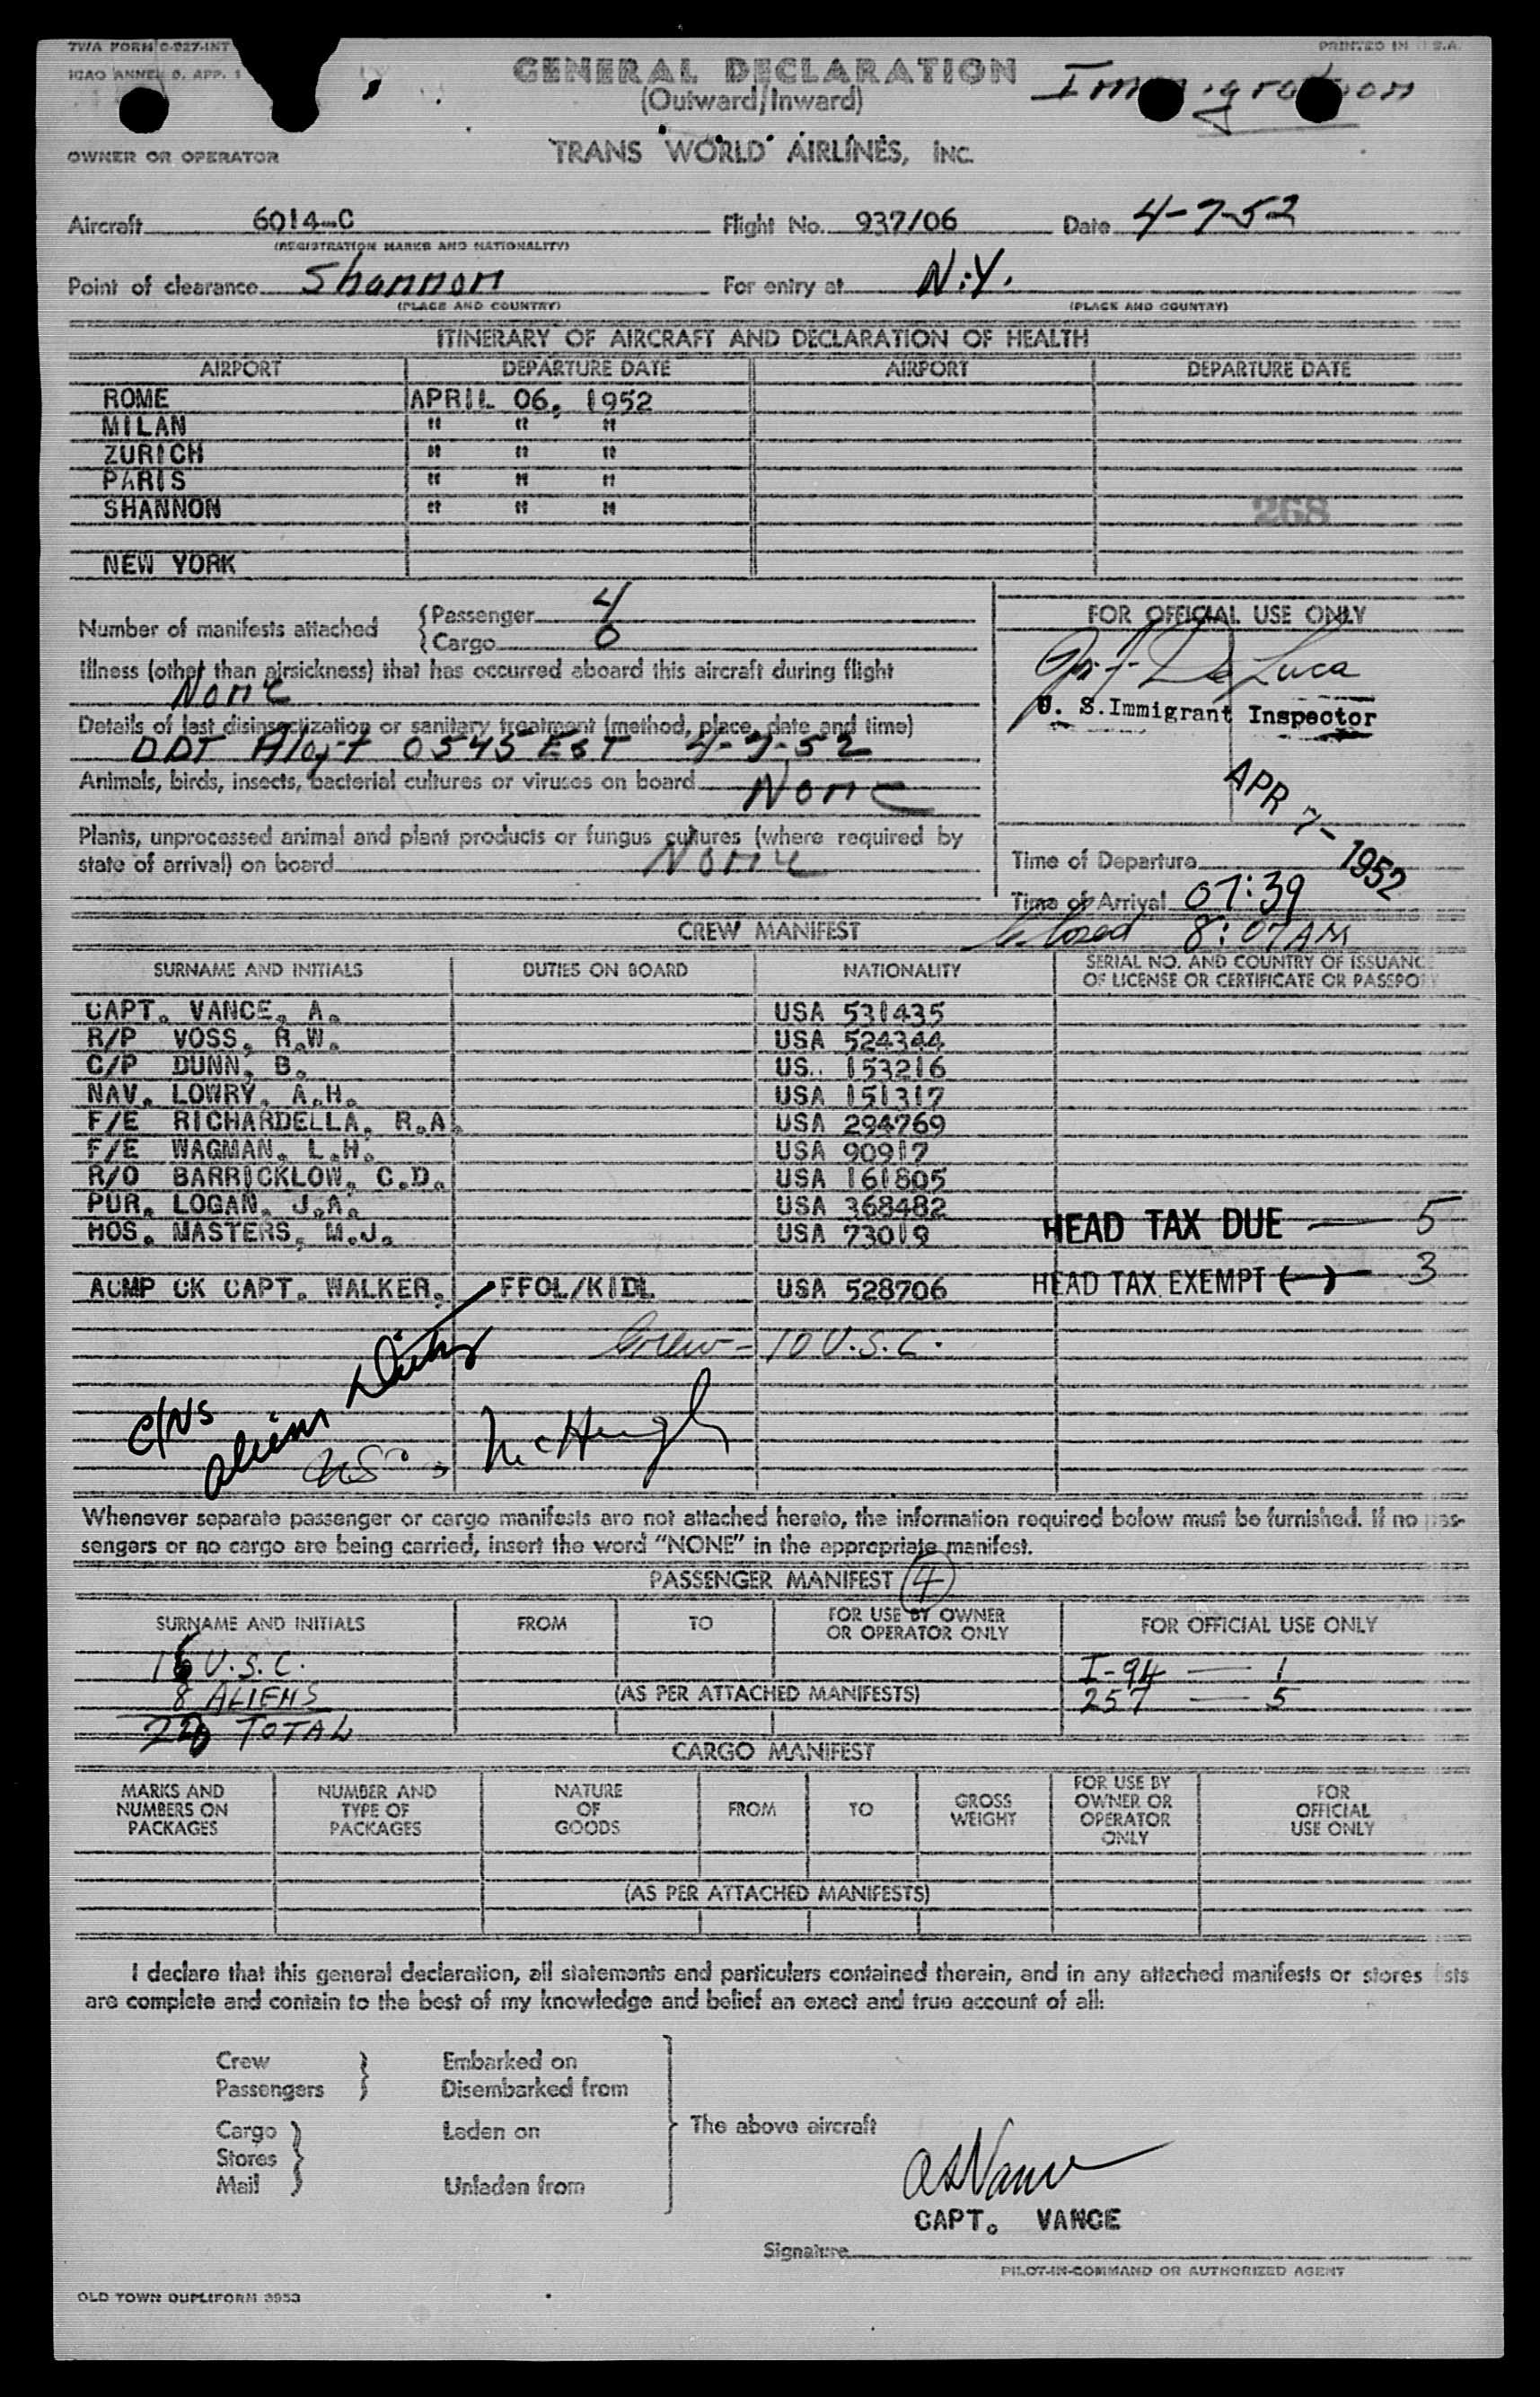 TWA FORM C-927-INT
PRINTED IN U.S.A.
ICAO ANNEX 9, APP. 1
GENERAL DECLARATION
(Outward/Inward)
Immigration
OWNER OR OPERATOR
TRANS WORLD AIRLINES, INC.
Aircraft 6014-C Flight No. 937/06 Date 4-7-52
(REGISTRATION MARKS AND NATIONALITY)
Point of clearance Shannon For entry at N.Y.
(PLACE AND COUNTRY) (PLACE AND COUNTRY)
ITINERARY OF AIRCRAFT AND DECLARATION OF HEALTH
AIRPORT DEPARTURE DATE AIRPORT DEPARTURE DATE
ROME APRIL 06, 1952
MILAN " " "
ZURICH " " "
PARIS " " "
SHANNON " " "
268
NEW YORK
Number of manifests attached { Passenger 4
{ Cargo 0
FOR OFFICIAL USE ONLY
Illness (other than airsickness) that has occurred aboard this aircraft during flight
None
De Luca
U. S. Immigrant Inspector
Details of last disinsectization or sanitary treatment (method, place, date and time)
DDT Aloft 0545 EST 4-7-52
Animals, birds, insects, bacterial cultures or viruses on board None
APR 7- 1952
Plants, unprocessed animal and plant products or fungus cultures (where required by
state of arrival) on board None
Time of Departure
Time of Arrival 07:39
Closed 8:07AM
CREW MANIFEST
SURNAME AND INITIALS DUTIES ON BOARD NATIONALITY SERIAL NO. AND COUNTRY OF ISSUANCE
OF LICENSE OR CERTIFICATE OR PASSPORT
CAPT. VANCE, A. USA 531435
R/P VOSS, R.W. USA 524344
C/P DUNN, B. US. 153216
NAV. LOWRY, A.H. USA 151317
F/E RICHARDELLA, R.A. USA 294769
F/E WAGMAN, L.H. USA 90917
R/O BARRICKLOW, C.D. USA 161805
PUR. LOGAN, J.A. USA 368482
HOS. MASTERS, M.J. USA 73019
HEAD TAX DUE — 5
ACMP CK CAPT. WALKER, FFOL/KIDL USA 528706
HEAD TAX EXEMPT (—) — 3
Crew - 10 U.S.C.
C/Ns
Aliens
McHugh
Whenever separate passenger or cargo manifests are not attached hereto, the information required below must be furnished. If no pas-
sengers or no cargo are being carried, insert the word "NONE" in the appropriate manifest.
PASSENGER MANIFEST 4
SURNAME AND INITIALS FROM TO FOR USE BY OWNER
OR OPERATOR ONLY FOR OFFICIAL USE ONLY
U.S.C. I-94 — 1
8 ALIENS (AS PER ATTACHED MANIFESTS) 257 — 5
TOTAL
CARGO MANIFEST
MARKS AND
NUMBERS ON
PACKAGES
NUMBER AND
TYPE OF
PACKAGES
NATURE
OF
GOODS
FROM
TO
GROSS
WEIGHT
FOR USE BY
OWNER OR
OPERATOR
ONLY
FOR
OFFICIAL
USE ONLY
(AS PER ATTACHED MANIFESTS)
I declare that this general declaration, all statements and particulars contained therein, and in any attached manifests or stores lists
are complete and contain to the best of my knowledge and belief an exact and true account of all:
Crew } Embarked on
Passengers } Disembarked from
Cargo } Laden on The above aircraft
Stores }
Mail } Unladen from
ASVance
CAPT. VANCE
Signature
PILOT-IN-COMMAND OR AUTHORIZED AGENT
OLD TOWN DUPLIFORM 3953